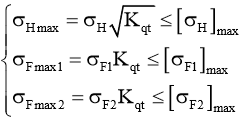 σHmax = σH√Kqt ≤ [σH]max
σFmax1 = σF1Kqt ≤ [σF1]max
σFmax2 = σF2Kqt ≤ [σF2]max